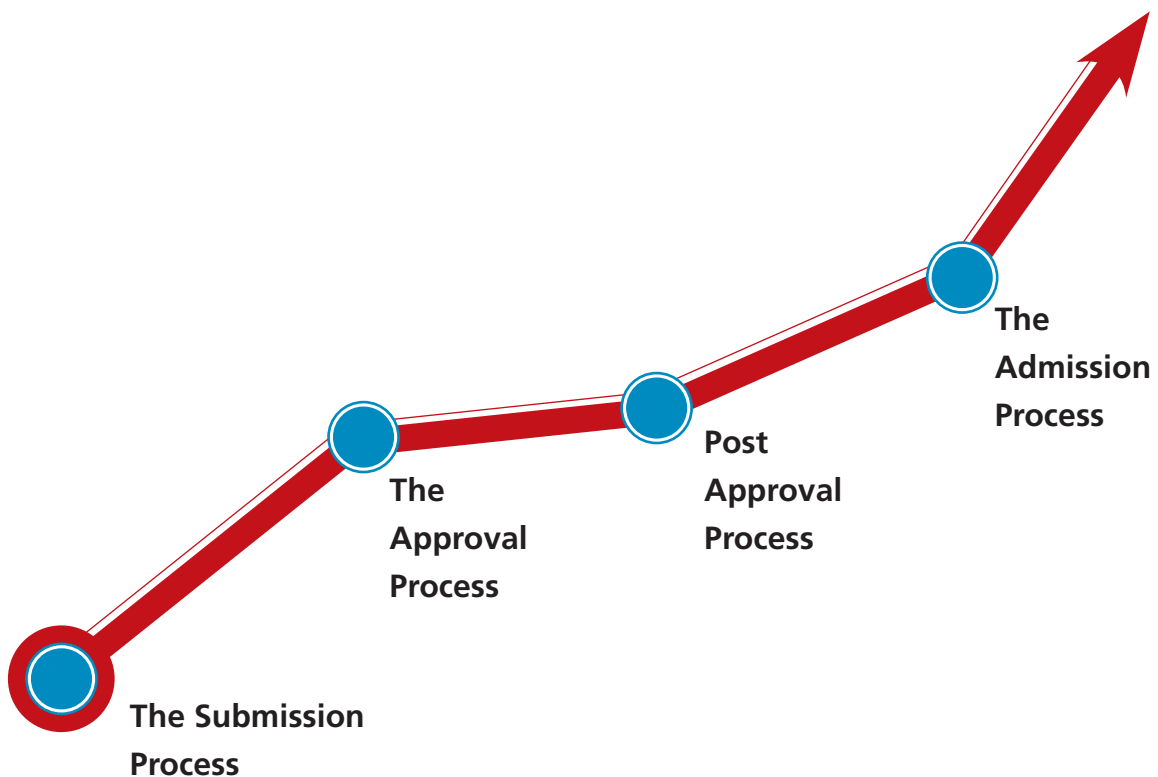 The Submission
Process
The
Approval
Process
Post
Approval
Process
The
Admission
Process